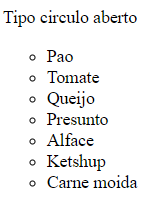 Tipo circulo aberto
Pao
Tomate
Queijo
Presunto
Alface
Ketshup
Carne moida